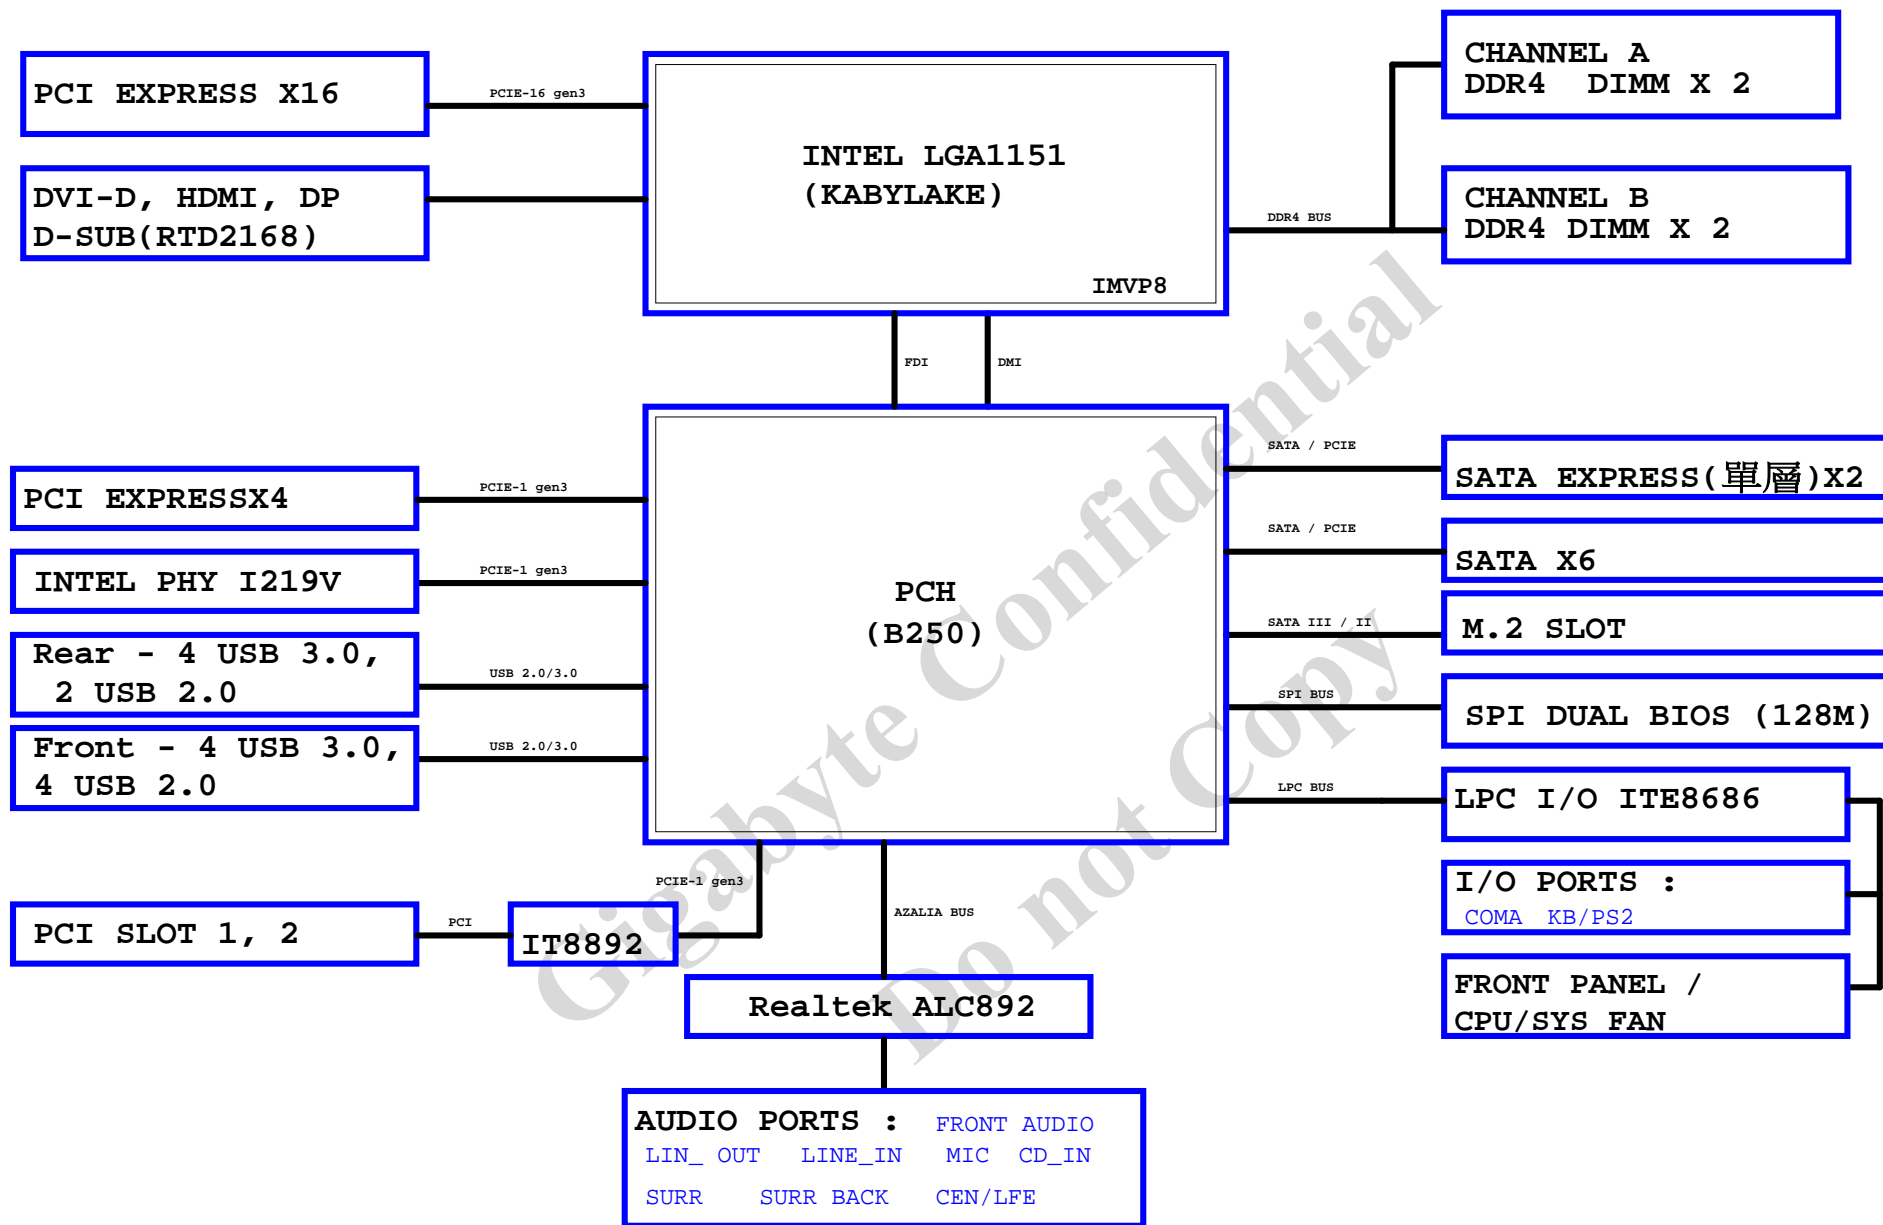 PCI EXPRESS X16
PCIE-16 gen3
DVI-D, HDMI, DP
D-SUB(RTD2168)
INTEL LGA1151
(KABYLAKE)
IMVP8
DDR4 BUS
CHANNEL A
DDR4 DIMM X 2
CHANNEL B
DDR4 DIMM X 2
FDI
DMI
PCI EXPRESSX4
PCIE-1 gen3
INTEL PHY I219V
PCIE-1 gen3
Rear - 4 USB 3.0,
2 USB 2.0
USB 2.0/3.0
Front - 4 USB 3.0,
4 USB 2.0
USB 2.0/3.0
PCH
(B250)
SATA / PCIE
SATA EXPRESS(單層)X2
SATA / PCIE
SATA X6
SATA III / II
M.2 SLOT
SPI BUS
SPI DUAL BIOS (128M)
LPC BUS
LPC I/O ITE8686
I/O PORTS :
COMA KB/PS2
FRONT PANEL /
CPU/SYS FAN
PCI SLOT 1, 2
PCI
IT8892
PCIE-1 gen3
AZALIA BUS
Realtek ALC892
AUDIO PORTS : FRONT AUDIO
LIN_ OUT LINE_IN MIC CD_IN
SURR SURR BACK CEN/LFE
Gigabyte Confidential
Do not Copy